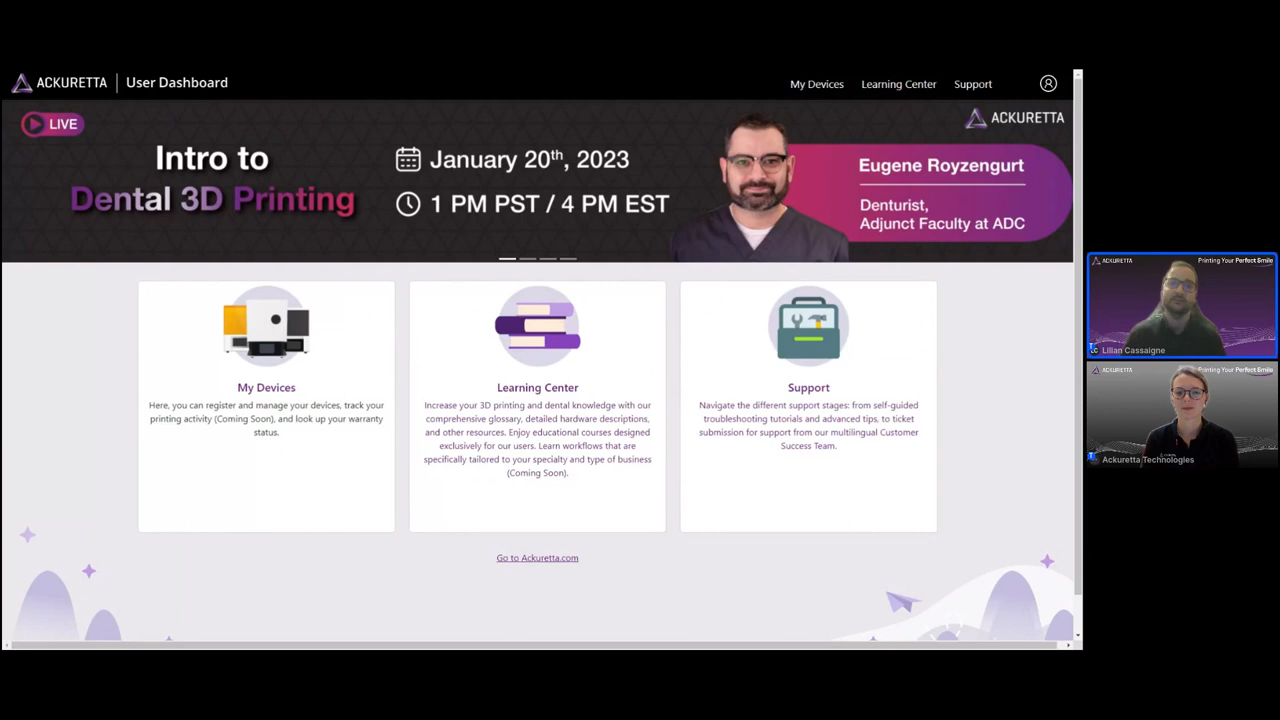 ACKURETTA
User Dashboard
My Devices
Learning Center
Support
LIVE
Intro to
Dental 3D Printing
January 20th, 2023
1 PM PST / 4 PM EST
ACKURETTA
Eugene Royzengurt
Denturist,
Adjunct Faculty at ADC
My Devices
Here, you can register and manage your devices, track your
printing activity (Coming Soon), and look up your warranty
status.
Learning Center
Increase your 3D printing and dental knowledge with our
comprehensive glossary, detailed hardware descriptions,
and other resources. Enjoy educational courses designed
exclusively for our users. Learn workflows that are
specifically tailored to your specialty and type of business
(Coming Soon).
Support
Navigate the different support stages: from self-guided
troubleshooting tutorials and advanced tips, to ticket
submission for support from our multilingual Customer
Success Team.
Go to Ackuretta.com
ACKURETTA
Printing Your Perfect Smile
LC
Lilian Cassaigne
ACKURETTA
Printing Your Perfect Smile
Ackuretta Technologies